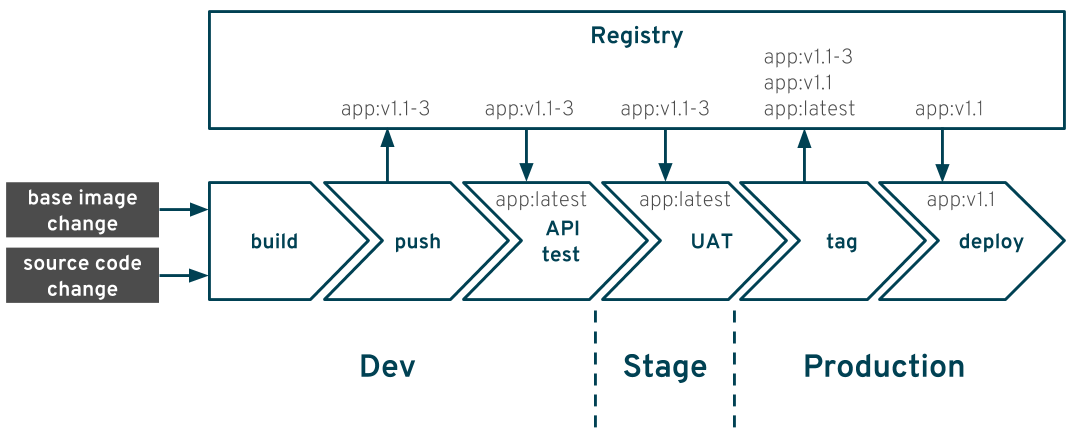 Registry
app:v1.1-3
app:v1.1
app:v1.1-3 app:v1.1-3 app:v1.1-3 app:latest app:v1.1
base image
change
source code
change
app:latest app:latest app:v1.1
build push API
test UAT tag deploy
Dev Stage Production